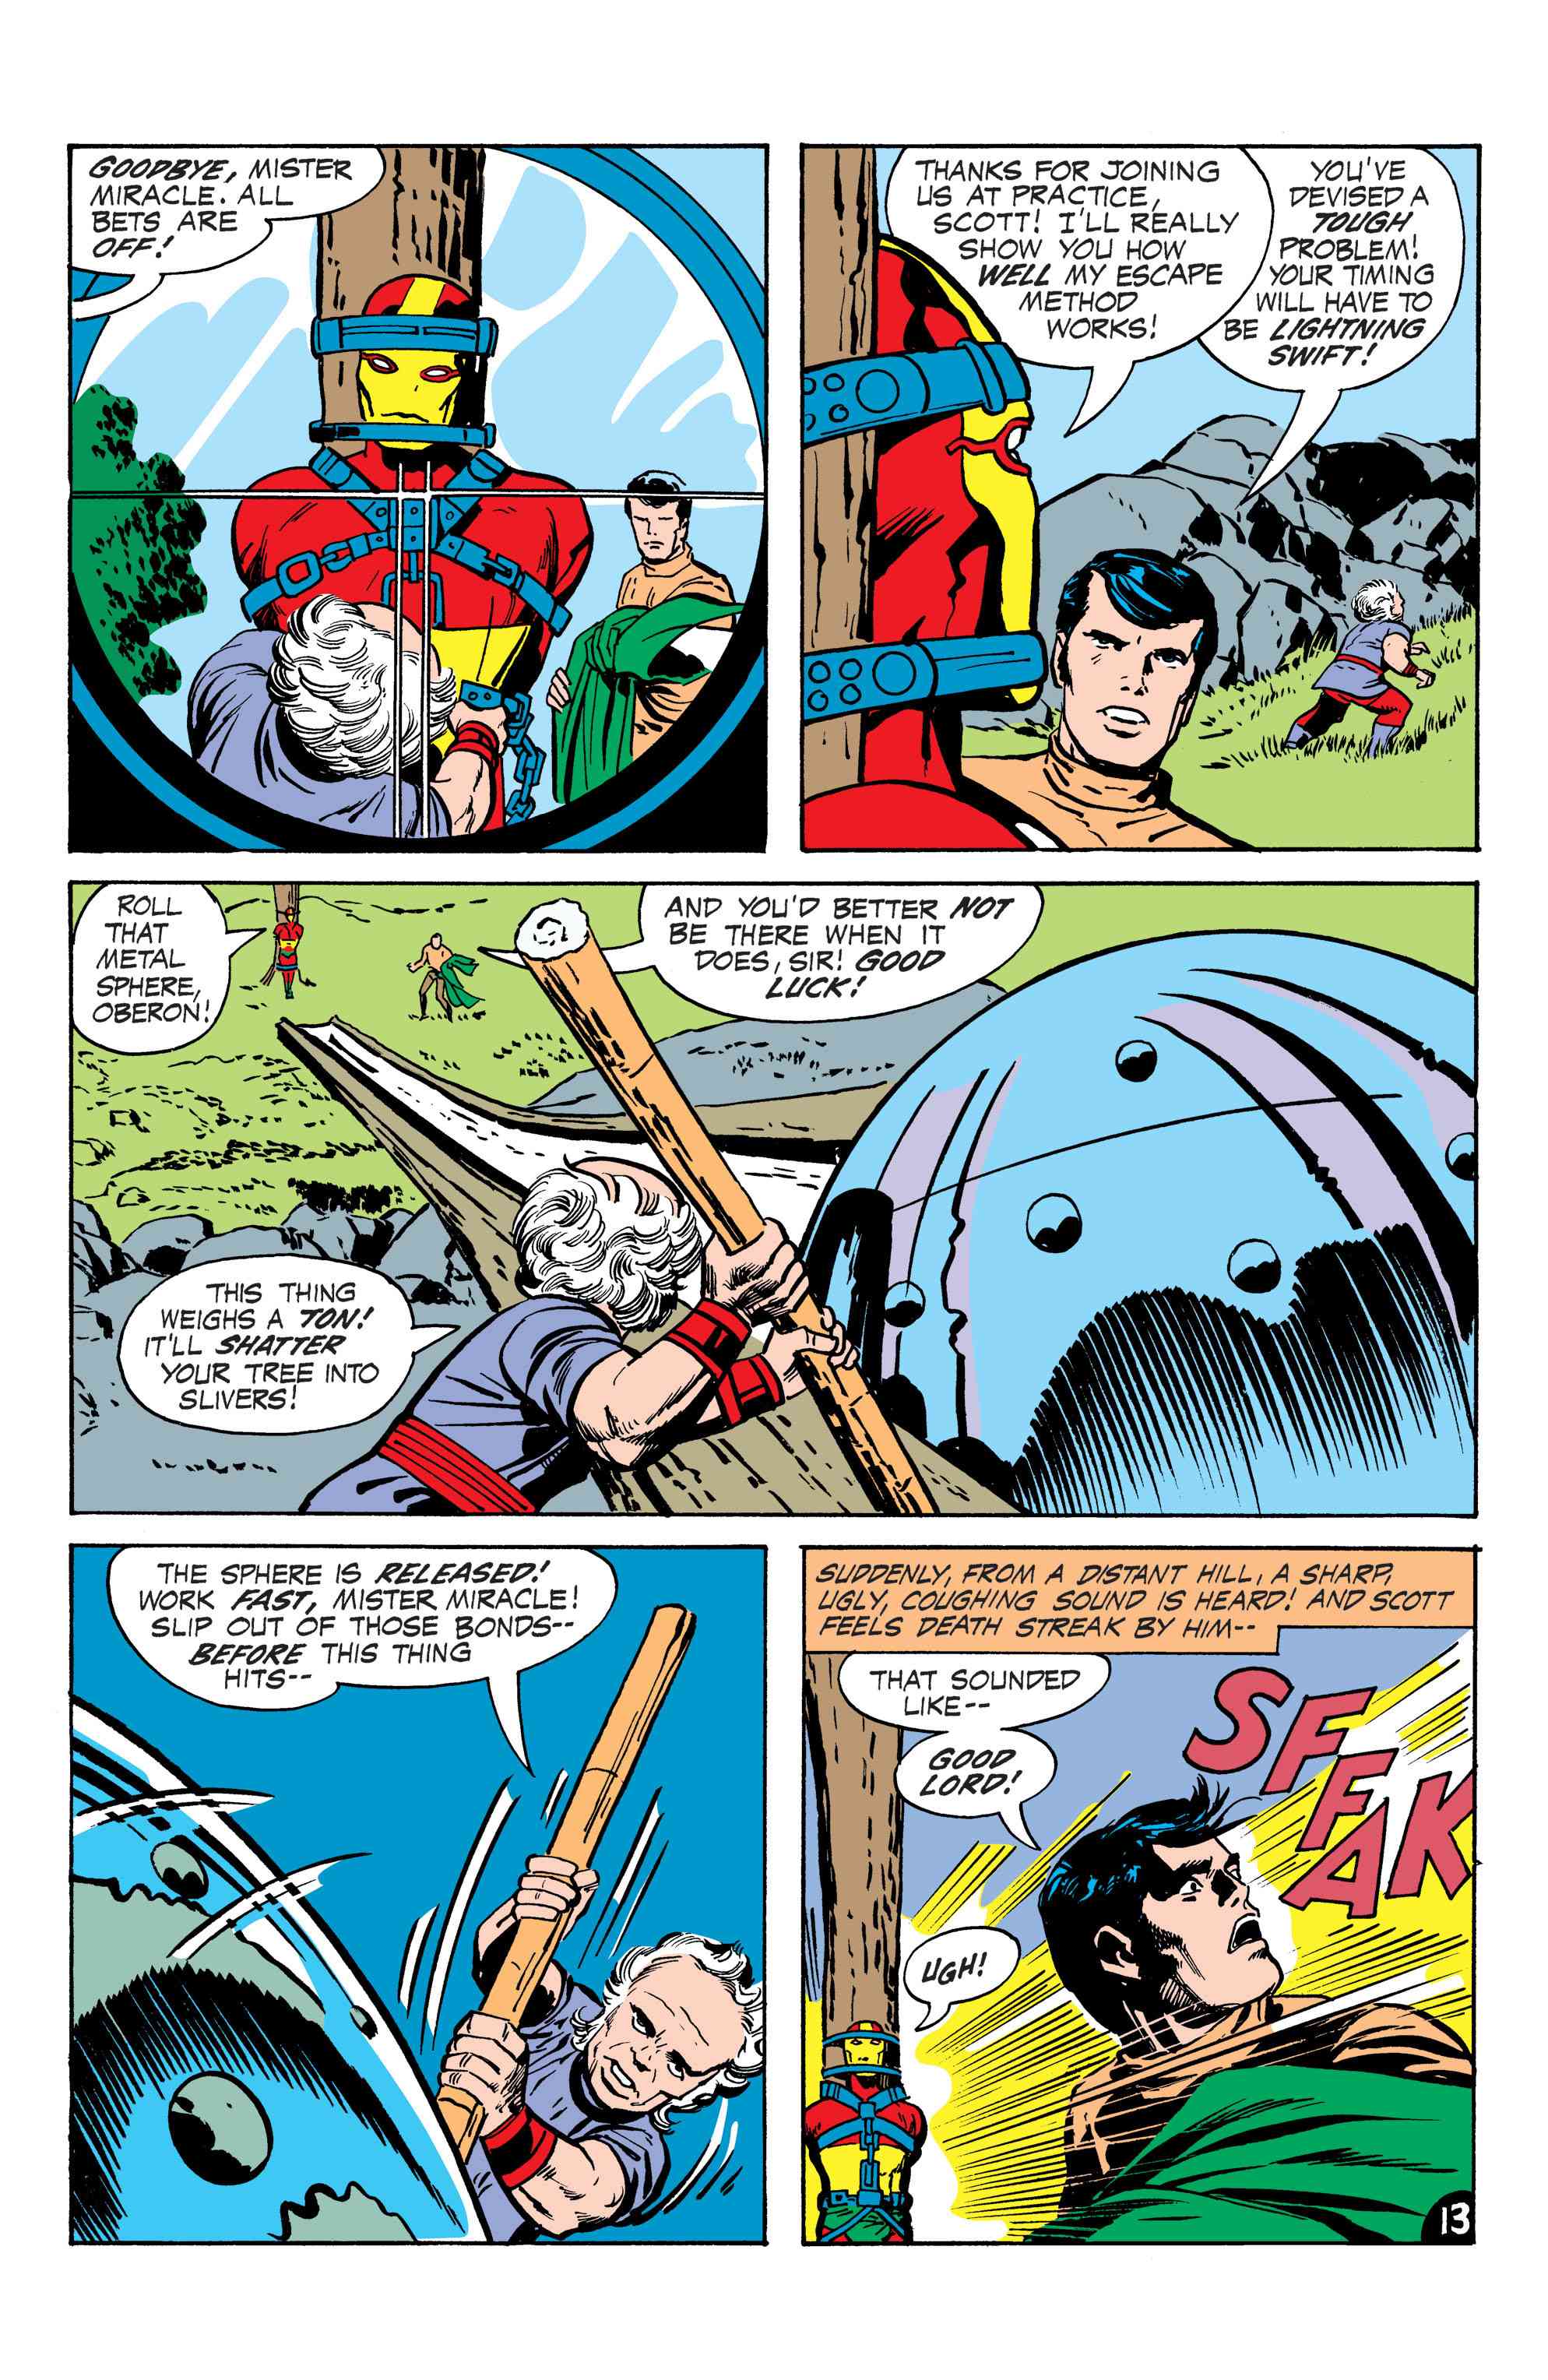 GOODBYE, MISTER
MIRACLE. ALL
BETS ARE
OFF!
THANKS FOR JOINING
US AT PRACTICE,
SCOTT! I'LL REALLY
SHOW YOU HOW
WELL MY ESCAPE
METHOD
WORKS!
YOU'VE
DEVISED A
TOUGH
PROBLEM!
YOUR TIMING
WILL HAVE TO
BE LIGHTNING
SWIFT!
ROLL
THAT
METAL
SPHERE,
OBERON!
AND YOU'D BETTER NOT
BE THERE WHEN IT
DOES, SIR! GOOD
LUCK!
THIS THING
WEIGHS A TON!
IT'LL SHATTER
YOUR TREE INTO
SLIVERS!
THE SPHERE IS RELEASED!
WORK FAST, MISTER MIRACLE!
SLIP OUT OF THOSE BONDS--
BEFORE THIS THING
HITS--
SUDDENLY, FROM A DISTANT HILL, A SHARP,
UGLY, COUGHING SOUND IS HEARD! AND SCOTT
FEELS DEATH STREAK BY HIM--
THAT SOUNDED
LIKE--
GOOD
LORD!
SFFAK
UGH!
13